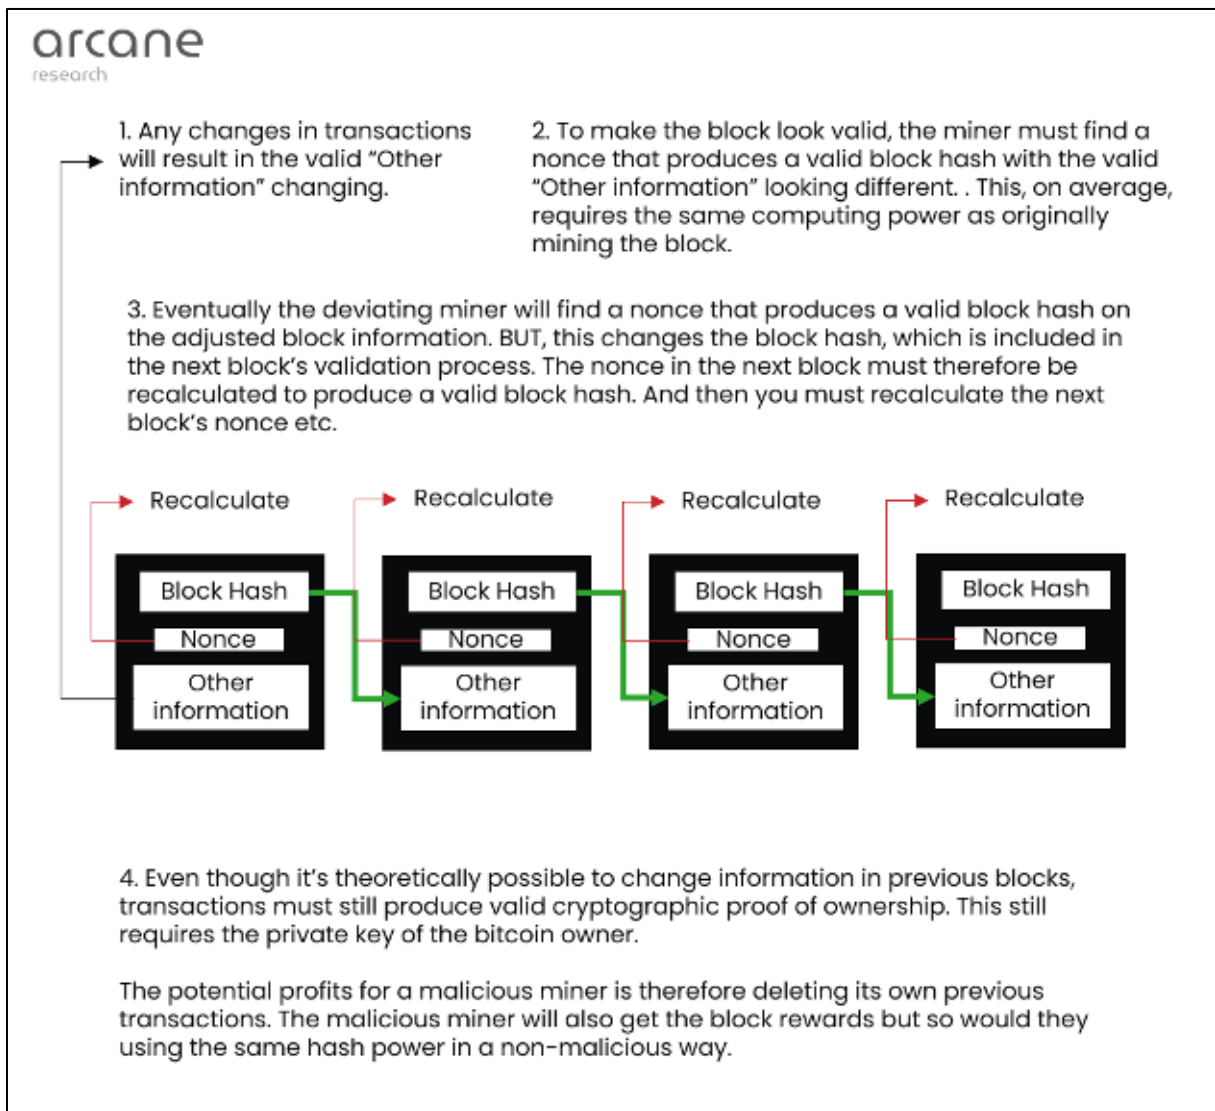 arcane
research
1. Any changes in transactions
will result in the valid “Other
information” changing.
2. To make the block look valid, the miner must find a
nonce that produces a valid block hash with the valid
“Other information” looking different. . This, on average,
requires the same computing power as originally
mining the block.
3. Eventually the deviating miner will find a nonce that produces a valid block hash on
the adjusted block information. BUT, this changes the block hash, which is included in
the next block’s validation process. The nonce in the next block must therefore be
recalculated to produce a valid block hash. And then you must recalculate the next
block’s nonce etc.
Recalculate
Recalculate
Recalculate
Recalculate
Block Hash
Nonce
Other
information
Block Hash
Nonce
Other
information
Block Hash
Nonce
Other
information
Block Hash
Nonce
Other
information
4. Even though it’s theoretically possible to change information in previous blocks,
transactions must still produce valid cryptographic proof of ownership. This still
requires the private key of the bitcoin owner.
The potential profits for a malicious miner is therefore deleting its own previous
transactions. The malicious miner will also get the block rewards but so would they
using the same hash power in a non-malicious way.